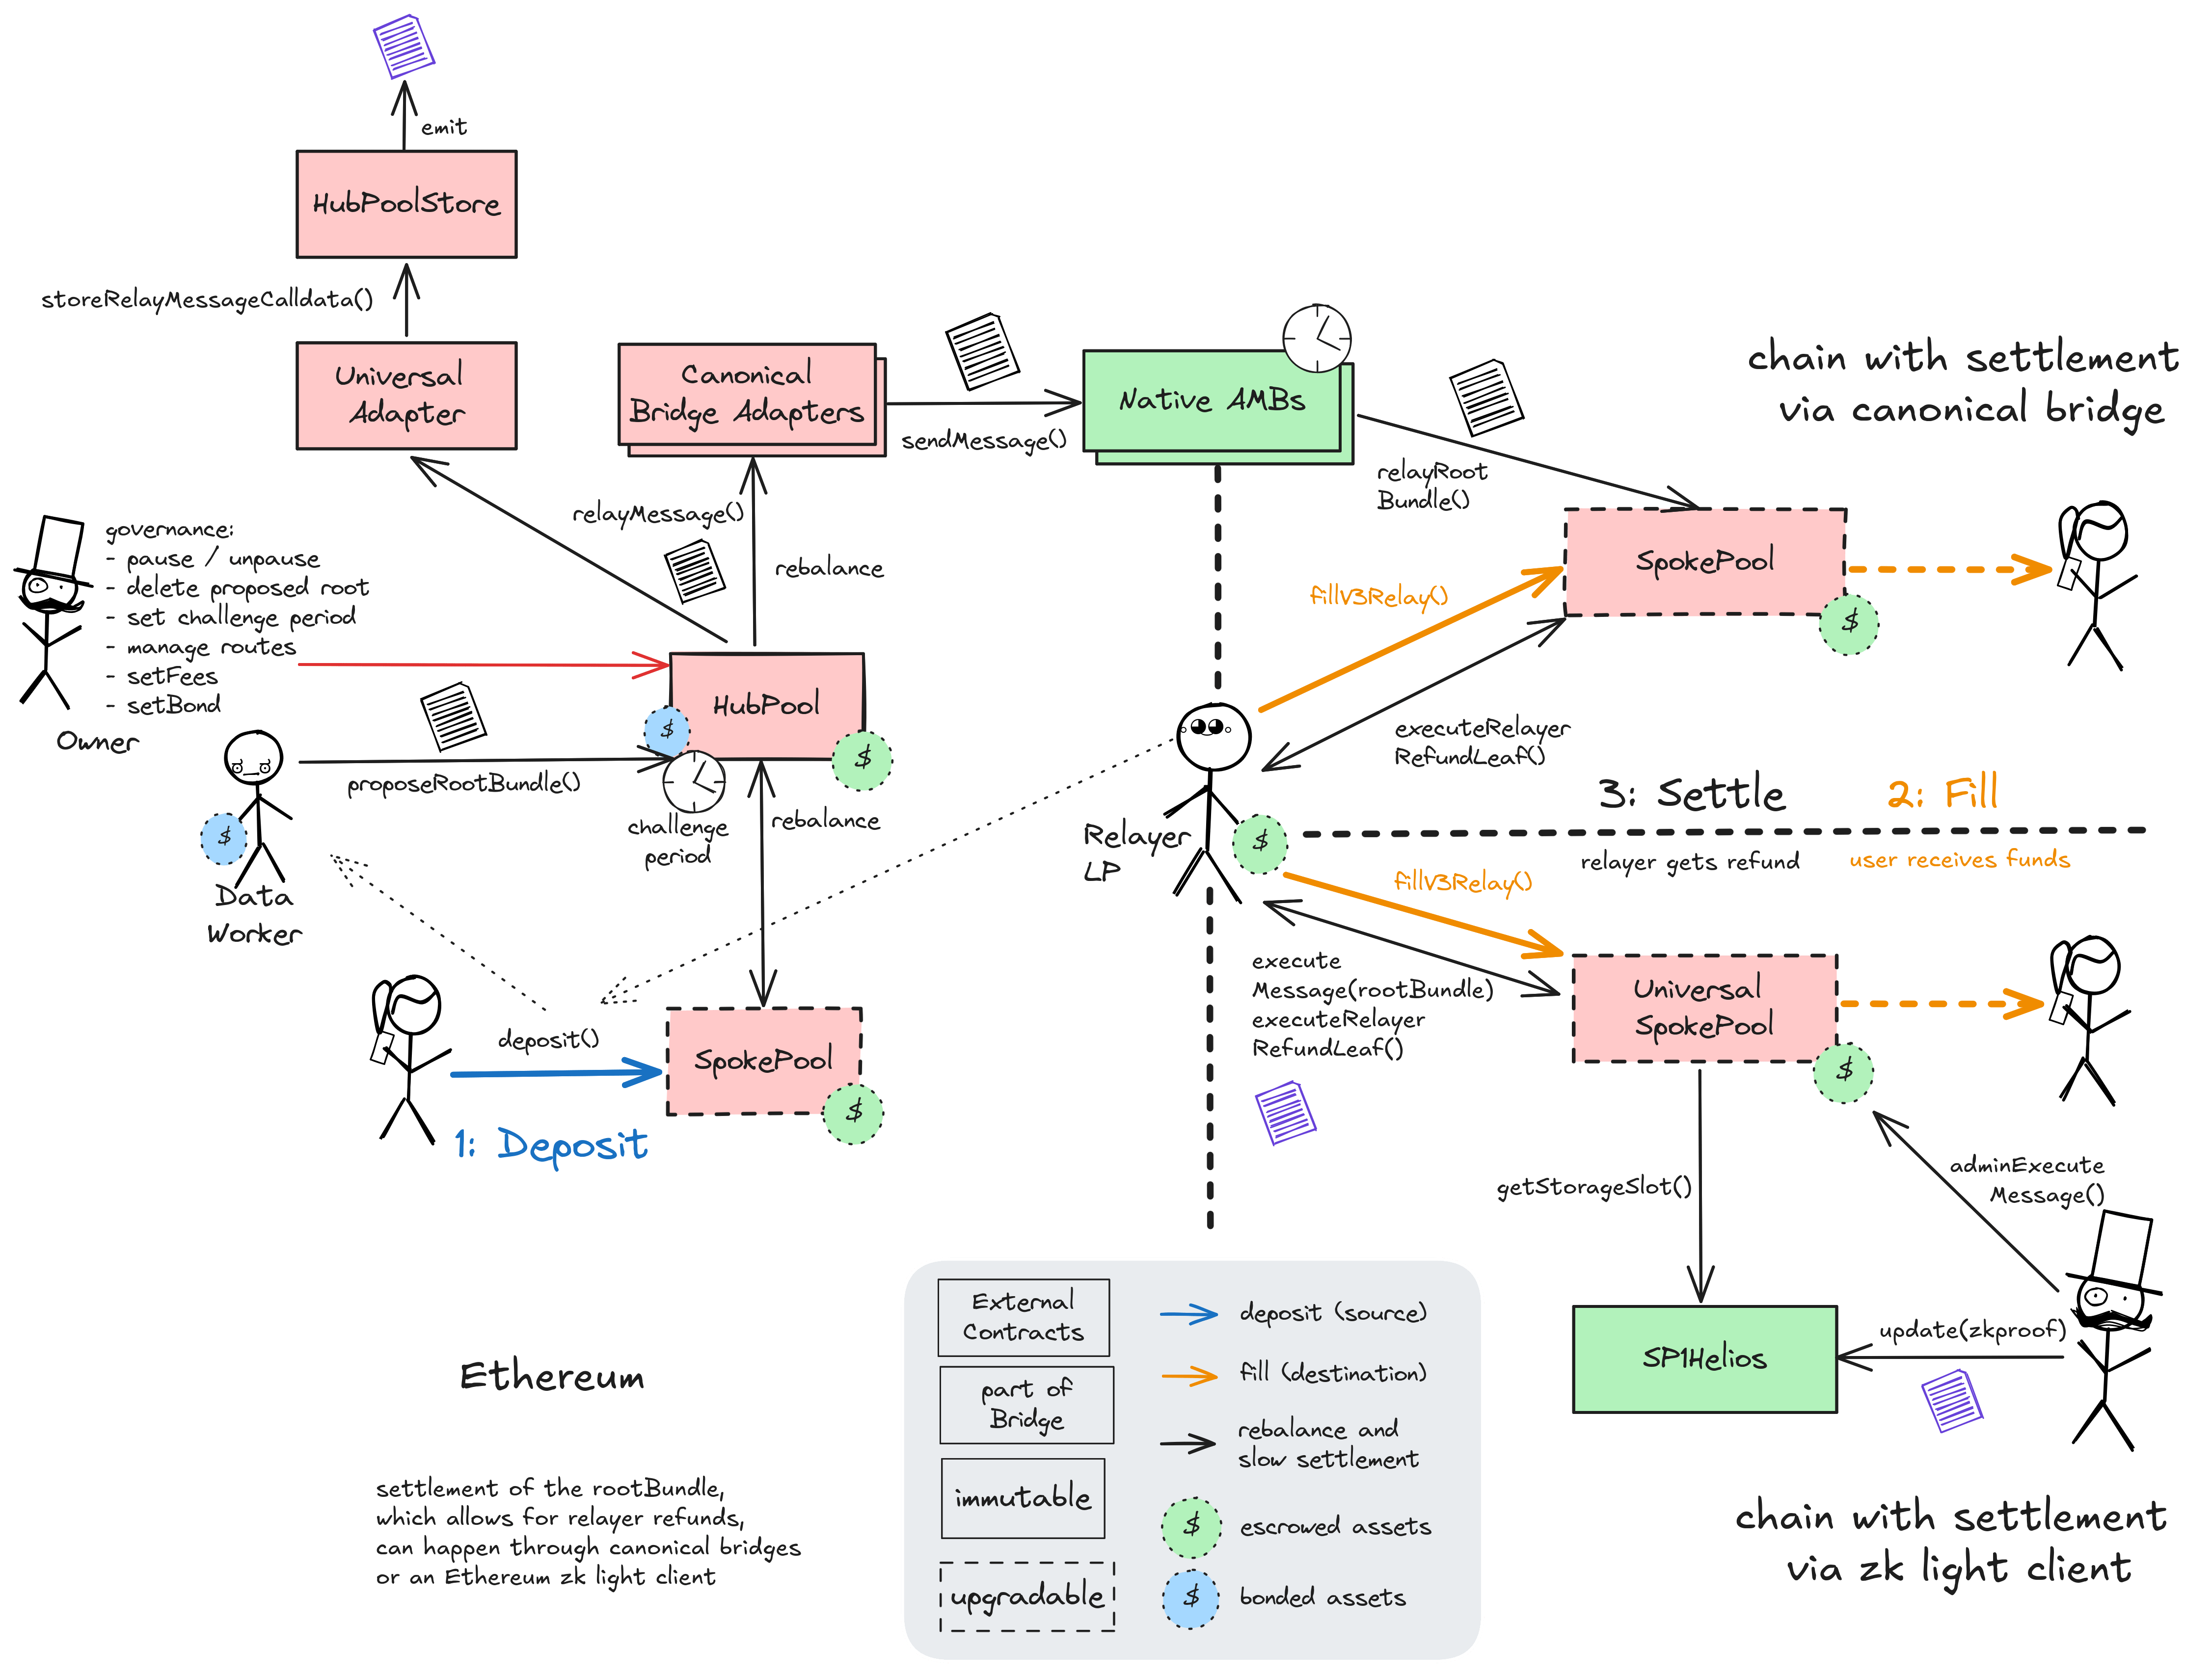 emit
HubPoolStore
storeRelayMessageCalldata()
Universal
Adapter
Canonical
Bridge Adapters
sendMessage()
Native AMBs
relayRoot
Bundle()
chain with settlement
via canonical bridge
relayMessage()
rebalance
governance:
- pause / unpause
- delete proposed root
- set challenge period
- manage routes
- setFees
- setBond
Owner
HubPool
$
$
proposeRootBundle()
challenge
period
rebalance
$
Data
Worker
deposit()
SpokePool
$
1: Deposit
fillV3Relay()
SpokePool
$
executeRelayer
RefundLeaf()
Relayer
LP
$
3: Settle
2: Fill
relayer gets refund
user receives funds
fillV3Relay()
execute
Message(rootBundle)
executeRelayer
RefundLeaf()
Universal
SpokePool
$
getStorageSlot()
adminExecute
Message()
SP1Helios
update(zkproof)
chain with settlement
via zk light client
Ethereum
settlement of the rootBundle,
which allows for relayer refunds,
can happen through canonical bridges
or an Ethereum zk light client
External
Contracts
part of
Bridge
immutable
upgradable
deposit (source)
fill (destination)
rebalance and
slow settlement
$
escrowed assets
$
bonded assets